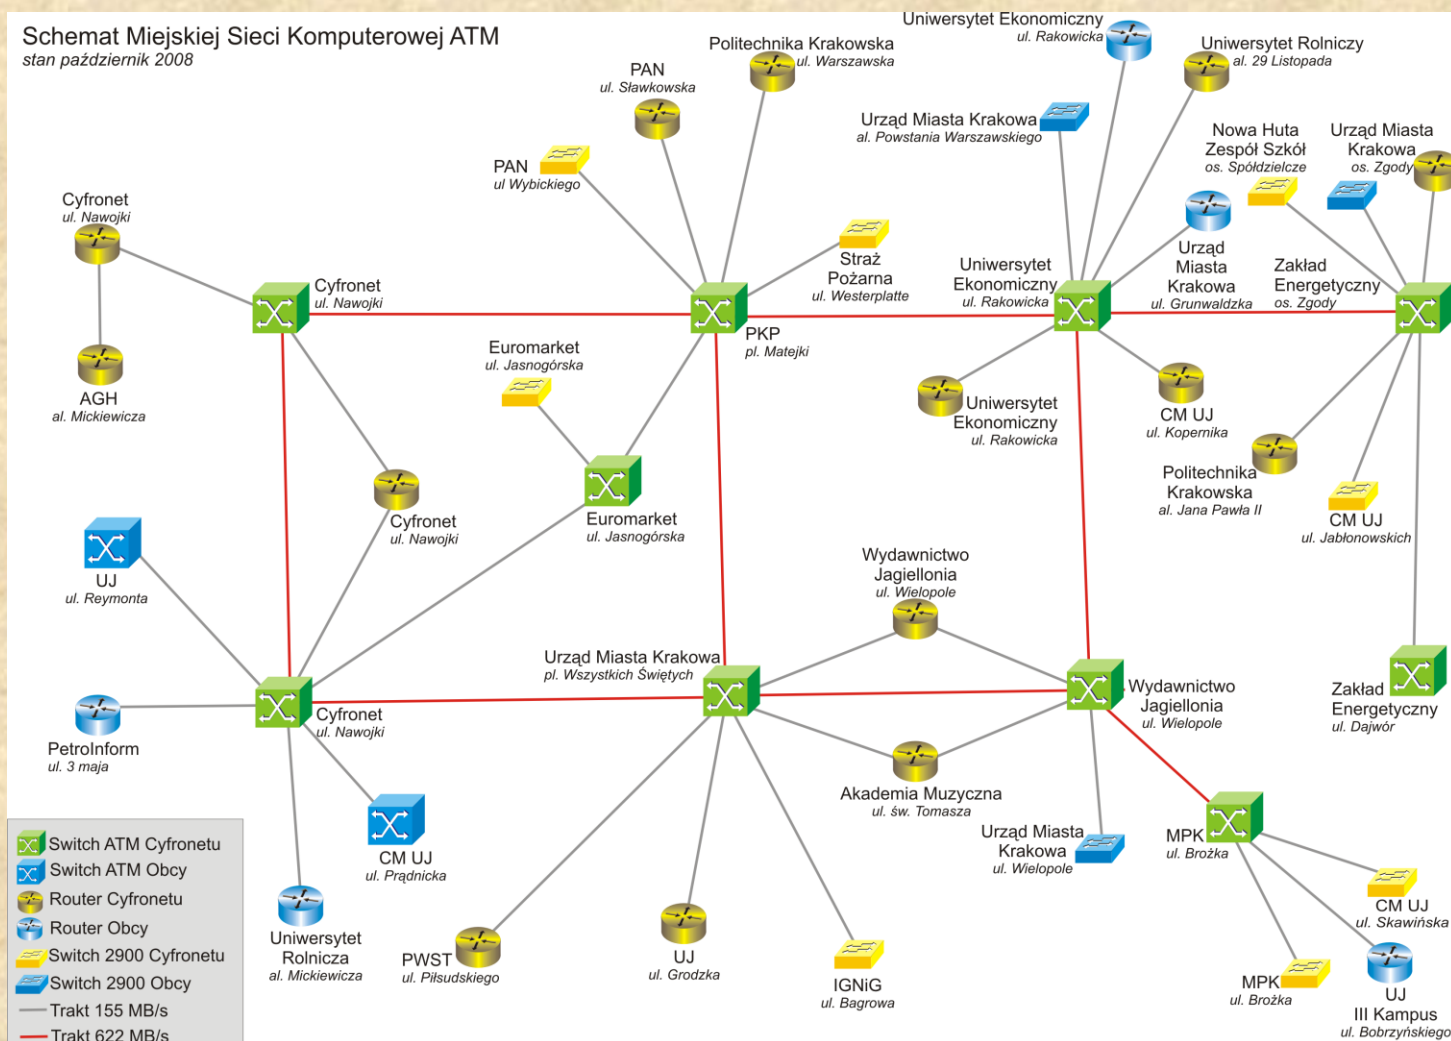 Schemat Miejskiej Sieci Komputerowej ATM
stan paździer nik 2008
Uniwersytet Ekonomiczny
ul. Rakowicka
Politechnika Krakowska
ul. Warszawska
Uniwersytet Rolniczy
al. 29 Listopada
PAN
ul. Sławkowska
Urząd Miasta Krakowa
al. Powstania Warszawskiego
Nowa Huta
Zespół Szkół
os. Spółdzielcze
Urząd Miasta
Krakowa
os. Zgody
PAN
ul Wybickiego
Cyfronet
ul. Nawojki
Straż
Pożarna
ul. Westerplatte
Uniwersytet
Ekonomiczny
ul. Rakowicka
Urząd
Miasta
Krakowa
ul. Grunwaldzka
Zakład
Energetyczny
os. Zgody
Cyfronet
ul. Nawojki
PKP
pl. Matejki
Euromarket
ul. Jasnogórska
AGH
al. Mickiewicza
Uniwersytet
Ekonomiczny
ul. Rakowicka
CM UJ
ul. Kopernika
Politechnika
Krakowska
al. Jana Pawła II
CM UJ
ul. Jabłonowskich
Cyfronet
ul. Nawojki
Euromarket
ul. Jasnogórska
UJ
ul. Reymonta
Wydawnictwo
Jagiellonia
ul. Wielopole
Urząd Miasta Krakowa
pl. Wszystkich Świętych
Wydawnictwo
Jagiellonia
ul. Wielopole
Zakład
Energetyczny
ul. Dajwór
Cyfronet
ul. Nawojki
PetroInform
ul. 3 maja
Akademia Muzyczna
ul. św. Tomasza
Urząd Miasta
Krakowa
ul. Wielopole
MPK
ul. Brożka
CM UJ
ul. Prądnicka
CM UJ
ul. Skawińska
Uniwersytet
Rolnicza
al. Mickiewicza
PWST
ul. Piłsudskiego
UJ
ul. Grodzka
IGNiG
ul. Bagrowa
MPK
ul. Brożka
UJ
III Kampus
ul. Bobrzyńskiego
Switch ATM Cyfronetu
Switch ATM Obcy
Router Cyfronetu
Router Obcy
Switch 2900 Cyfronetu
Switch 2900 Obcy
Trakt 155 MB/s
Trakt 622 MB/s